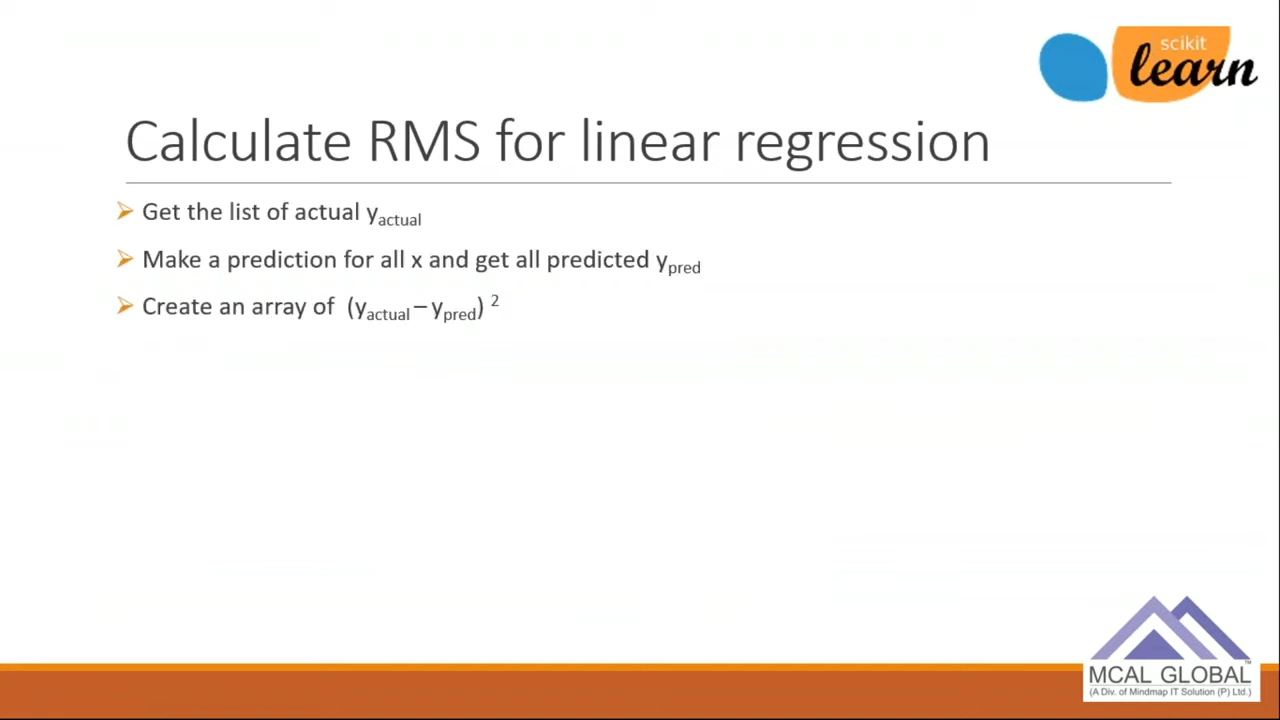 scikit
learn
Calculate RMS for linear regression
Get the list of actual yactual
Make a prediction for all x and get all predicted ypred
Create an array of (yactual – ypred) 2
MCAL GLOBAL™
(A Div. of Mindmap IT Solution (P) Ltd.)